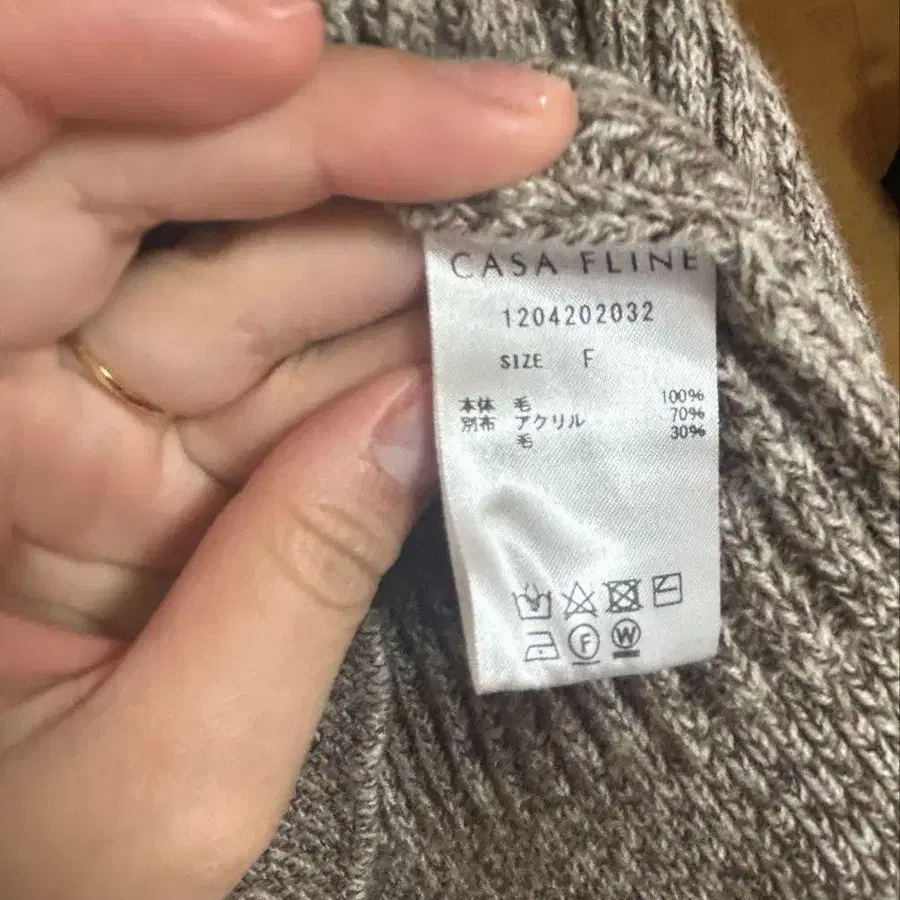 CASA FLINE
1204202032
SIZE F
本体 毛 100%
別布 アクリル 70%
毛 30%
F W